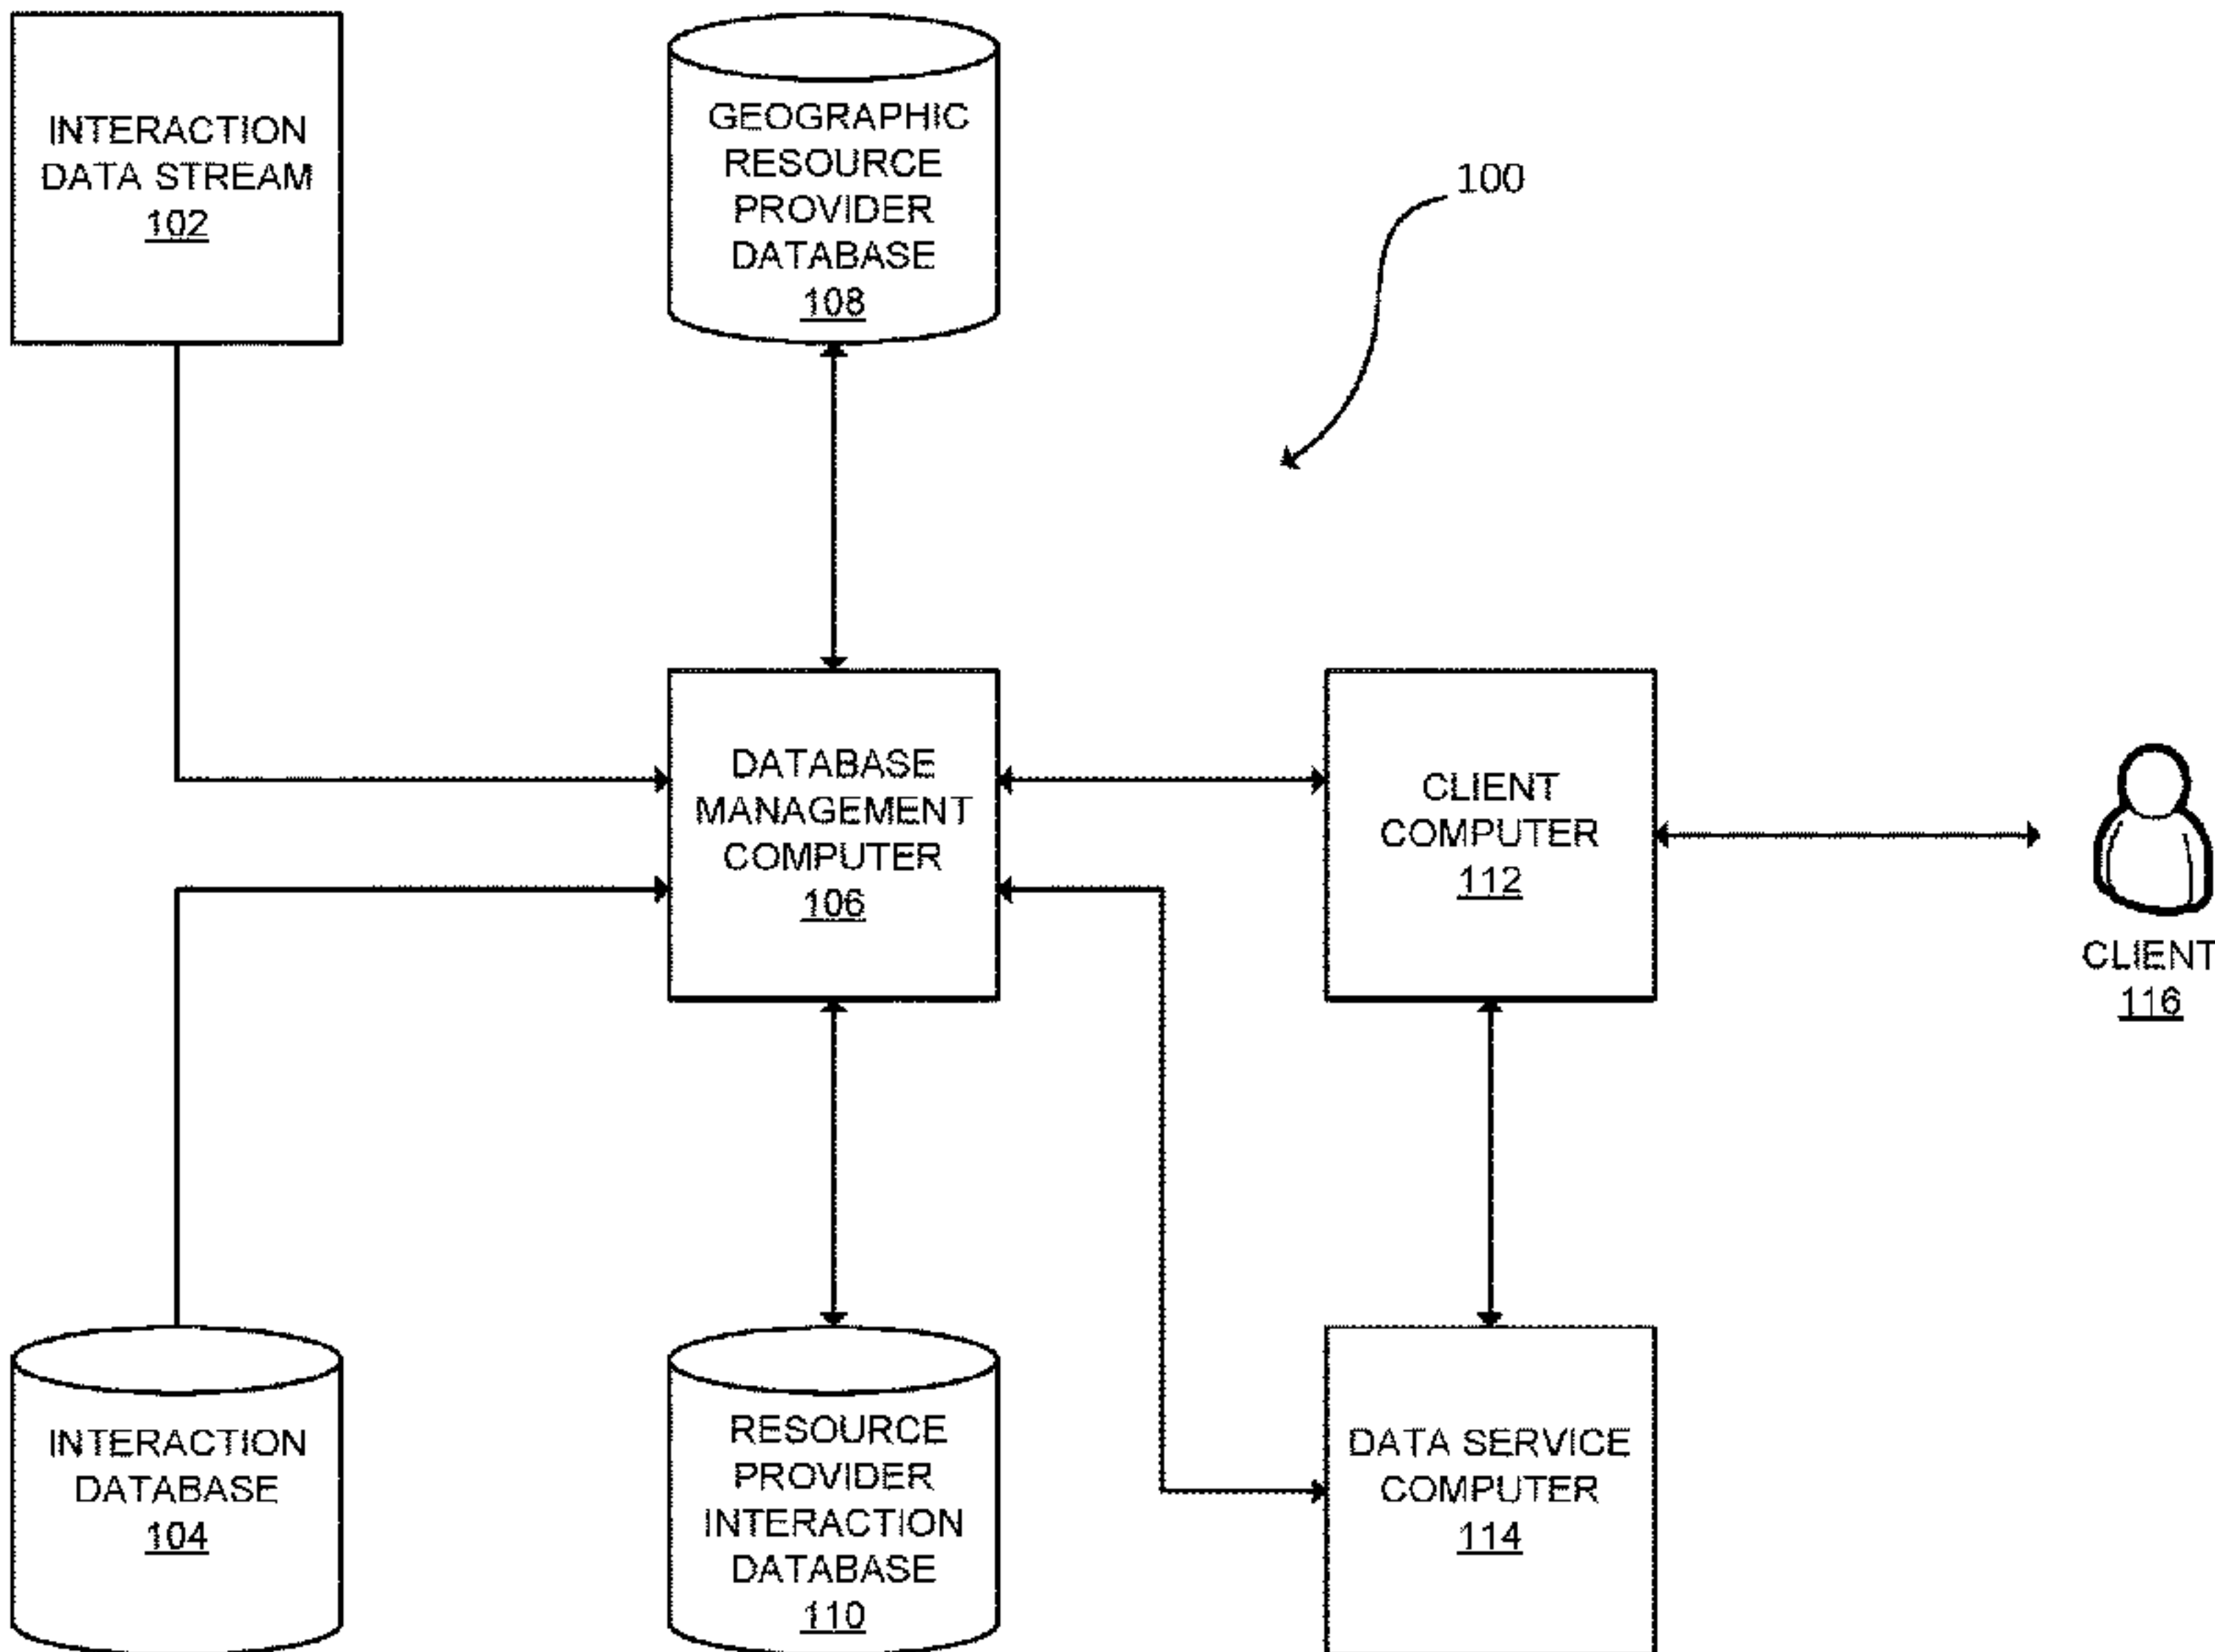 INTERACTION
DATA STREAM
102
GEOGRAPHIC
RESOURCE
PROVIDER
DATABASE
108
100
DATABASE
MANAGEMENT
COMPUTER
106
CLIENT
COMPUTER
112
CLIENT
116
INTERACTION
DATABASE
104
RESOURCE
PROVIDER
INTERACTION
DATABASE
110
DATA SERVICE
COMPUTER
114